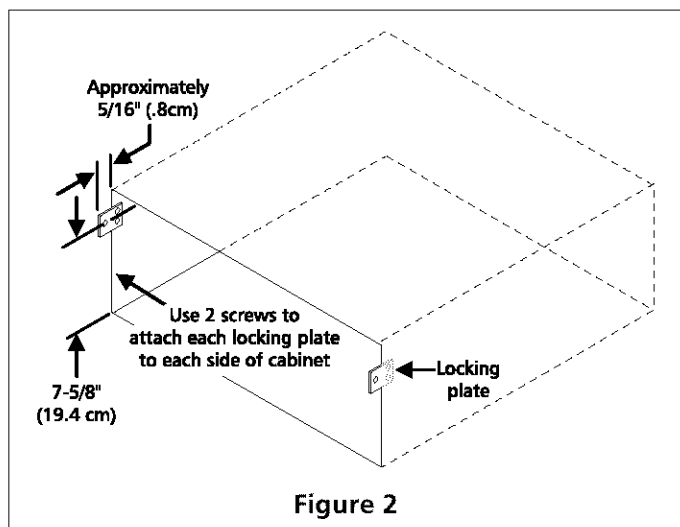 Approximately
5/16" (.8cm)
Use 2 screws to
attach each locking plate
to each side of cabinet
7-5/8"
(19.4 cm)
Locking
plate
Figure 2